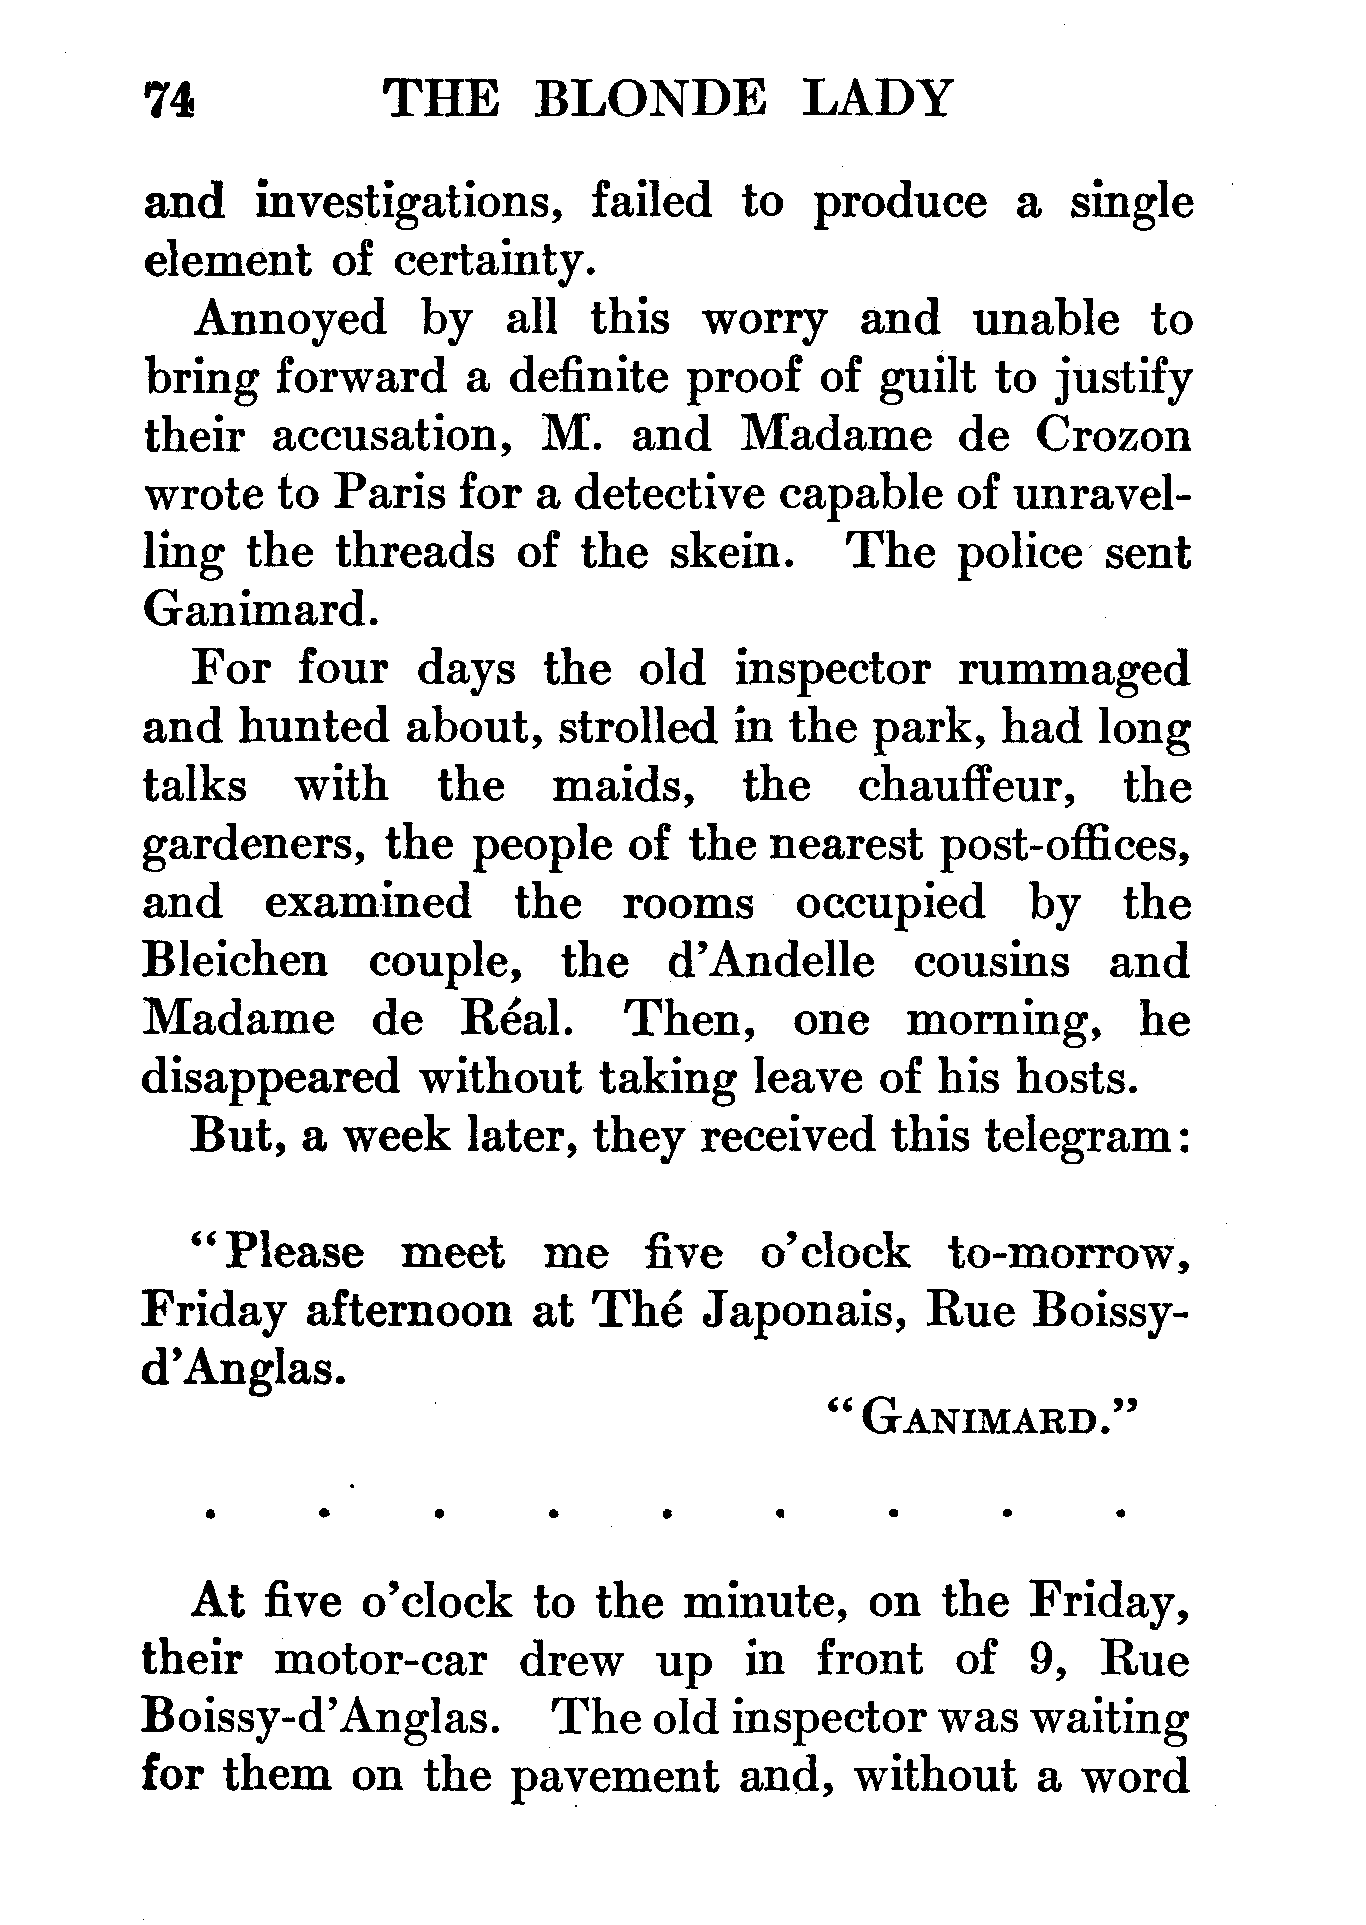 74 THE BLONDE LADY
and investigations, failed to produce a single
element of certainty.
Annoyed by all this worry and unable to
bring forward a definite proof of guilt to justify
their accusation, M. and Madame de Crozon
wrote to Paris for a detective capable of unravel-
ling the threads of the skein. The police sent
Ganimard.
For four days the old inspector rummaged
and hunted about, strolled in the park, had long
talks with the maids, the chauffeur, the
gardeners, the people of the nearest post-offices,
and examined the rooms occupied by the
Bleichen couple, the d'Andelle cousins and
Madame de Réal. Then, one morning, he
disappeared without taking leave of his hosts.
But, a week later, they received this telegram:
“Please meet me five o'clock to-morrow,
Friday afternoon at Thé Japonais, Rue Boissy-
d'Anglas.
“GANIMARD.”
. . . . . . . . .
At five o'clock to the minute, on the Friday,
their motor-car drew up in front of 9, Rue
Boissy-d'Anglas. The old inspector was waiting
for them on the pavement and, without a word